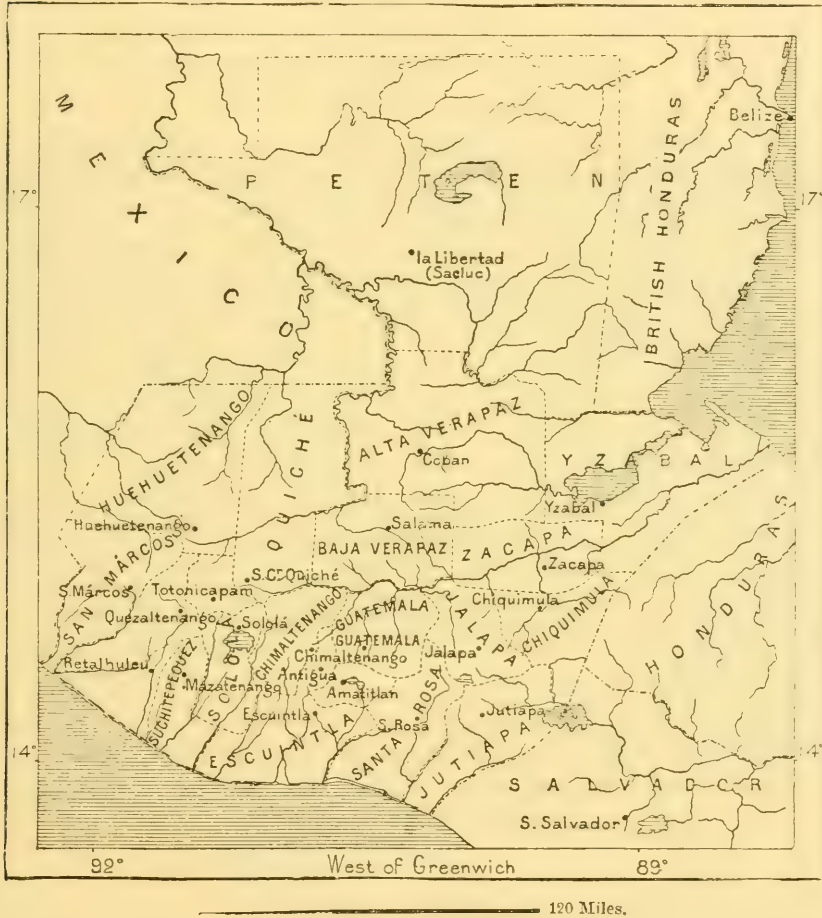 MEXICO
PETEN
BRITISH HONDURAS
Belize
17°
17°
la Libertad
(Sacluc)
HUEHUETENANGO
QUICHÉ
ALTA VERAPAZ
Coban
YZABAL
Yzabal
Huehuetenango
Salama
BAJA VERAPAZ
ZACAPA
Zacapa
SAN MÁRCOS
S. Márcos
Totonicapam
S.Cz. Quiché
Quezaltenango
Sololá
SOLOLÁ
CHIMALTENANGO
GUATEMALA
GUATEMALA
JALAPA
Chiquimula
CHIQUIMULA
HONDURAS
Retalhuleu
SUCHITEPEQUEZ
Mazatenango
Chimaltenango
Antigua
Amatitlan
Jalapa
Escuintla
ESCUINTLA
S. Rosa
SANTA ROSA
Jutiapa
JUTIAPA
14°
14°
SALVADOR
S. Salvador
92°
West of Greenwich
89°
120 Miles.